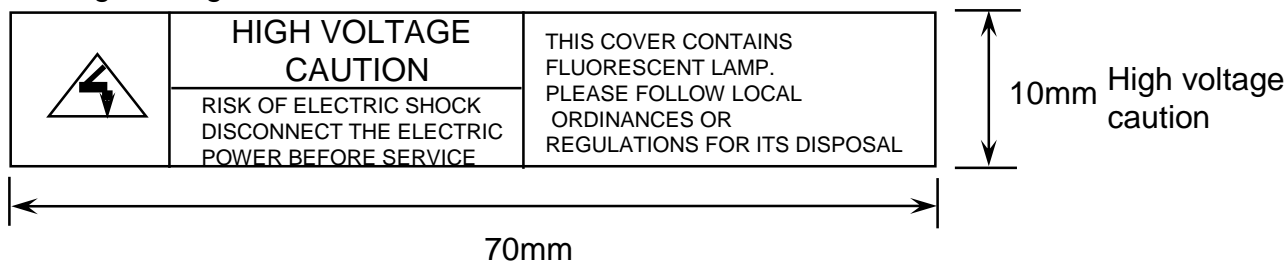 HIGH VOLTAGE
CAUTION
RISK OF ELECTRIC SHOCK
DISCONNECT THE ELECTRIC
POWER BEFORE SERVICE
THIS COVER CONTAINS
FLUORESCENT LAMP.
PLEASE FOLLOW LOCAL
ORDINANCES OR
REGULATIONS FOR ITS DISPOSAL
10mm
High voltage
caution
70mm